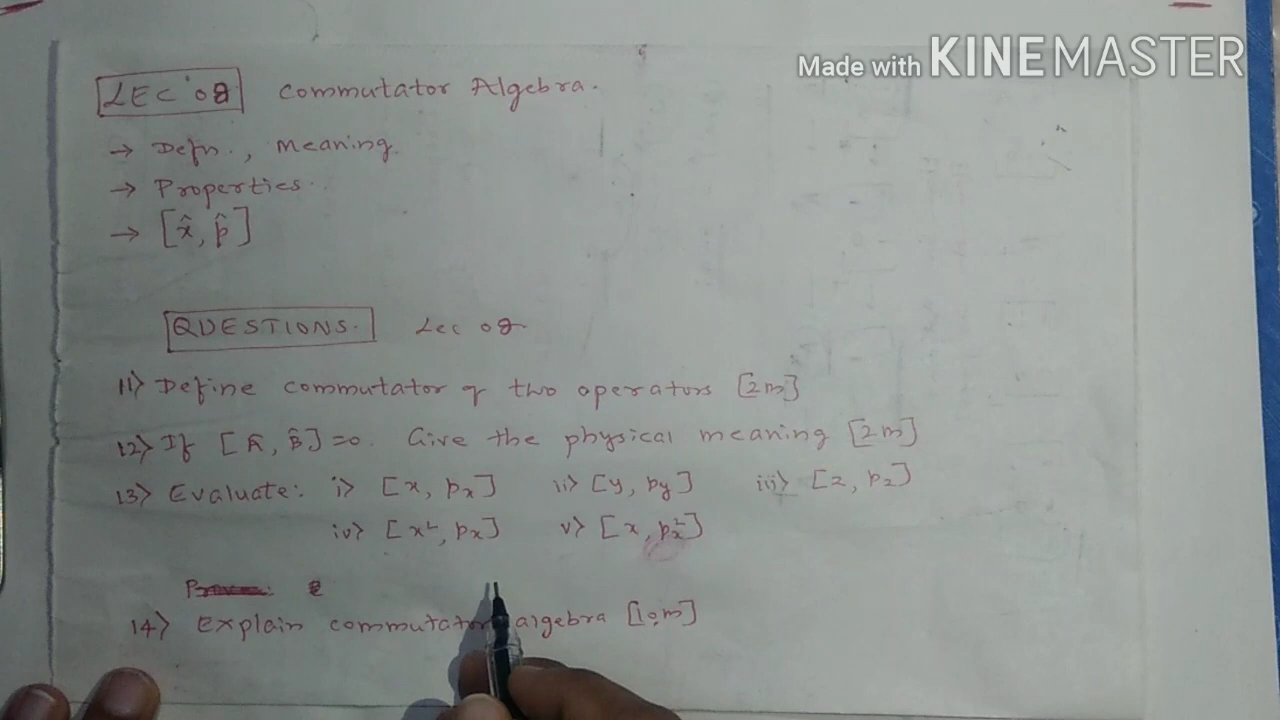 Made with KINEMASTER
LEC 08 Commutator Algebra.
→ Defn., Meaning.
→ Properties.
→ [x̂, p̂]
QUESTIONS. Lec 08
11) Define commutator of two operators [2m]
12) If [Â, B̂] = 0. Give the physical meaning [2m]
13) Evaluate: i) [x, px] ii) [y, py] iii) [z, pz]
iv) [x², px] v) [x, px²]
14) Explain commutator algebra [10m]